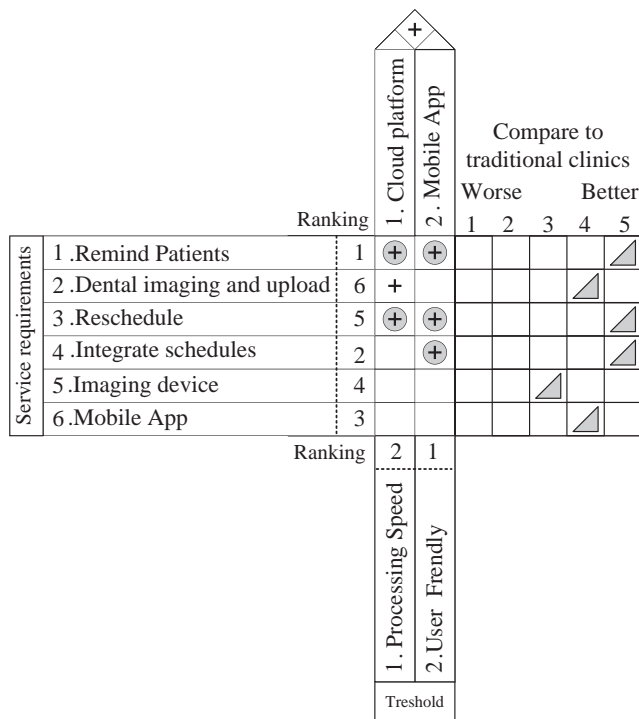 +
1. Cloud platform
2. Mobile App
Compare to
traditional clinics
Worse Better
Ranking 1 2 3 4 5
Service requirements
1 .Remind Patients 1 + +
2 .Dental imaging and upload 6 +
3 .Reschedule 5 + +
4 .Integrate schedules 2 +
5 .Imaging device 4
6 .Mobile App 3
Ranking 2 1
1. Processing Speed
2.User Frendly
Treshold